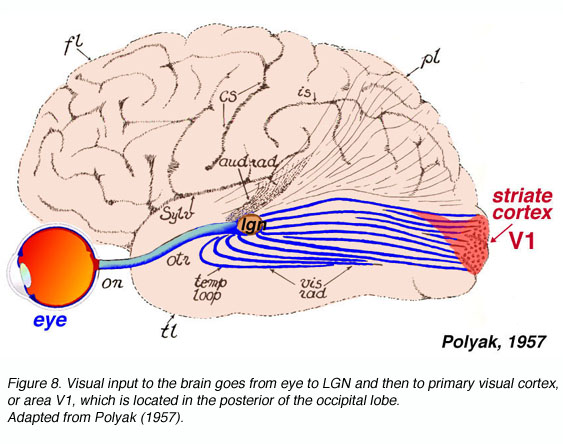 fl
pl
cs
is
aud rad
striate
cortex
Sylv
lgn
V1
otr
on
temp
loop
vis
rad
eye
tl
Polyak, 1957
Figure 8. Visual input to the brain goes from eye to LGN and then to primary visual cortex,
or area V1, which is located in the posterior of the occipital lobe.
Adapted from Polyak (1957).